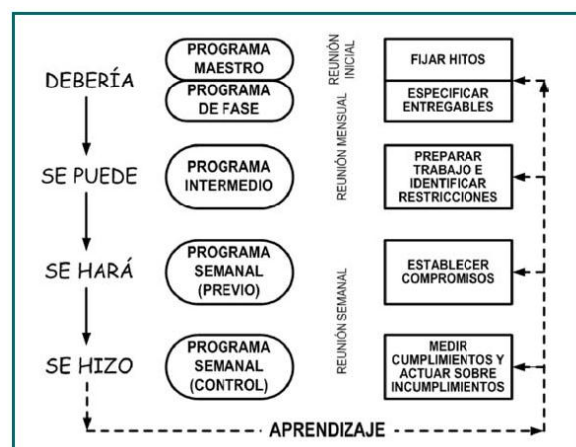 DEBERÍA
PROGRAMA
MAESTRO
PROGRAMA
DE FASE
REUNIÓN
INICIAL
FIJAR HITOS
ESPECIFICAR
ENTREGABLES
REUNIÓN MENSUAL
SE PUEDE
PROGRAMA
INTERMEDIO
PREPARAR
TRABAJO E
IDENTIFICAR
RESTRICCIONES
SE HARÁ
PROGRAMA
SEMANAL
(PREVIO)
REUNIÓN SEMANAL
ESTABLECER
COMPROMISOS
SE HIZO
PROGRAMA
SEMANAL
(CONTROL)
MEDIR
CUMPLIMIENTOS Y
ACTUAR SOBRE
INCUMPLIMIENTOS
APRENDIZAJE